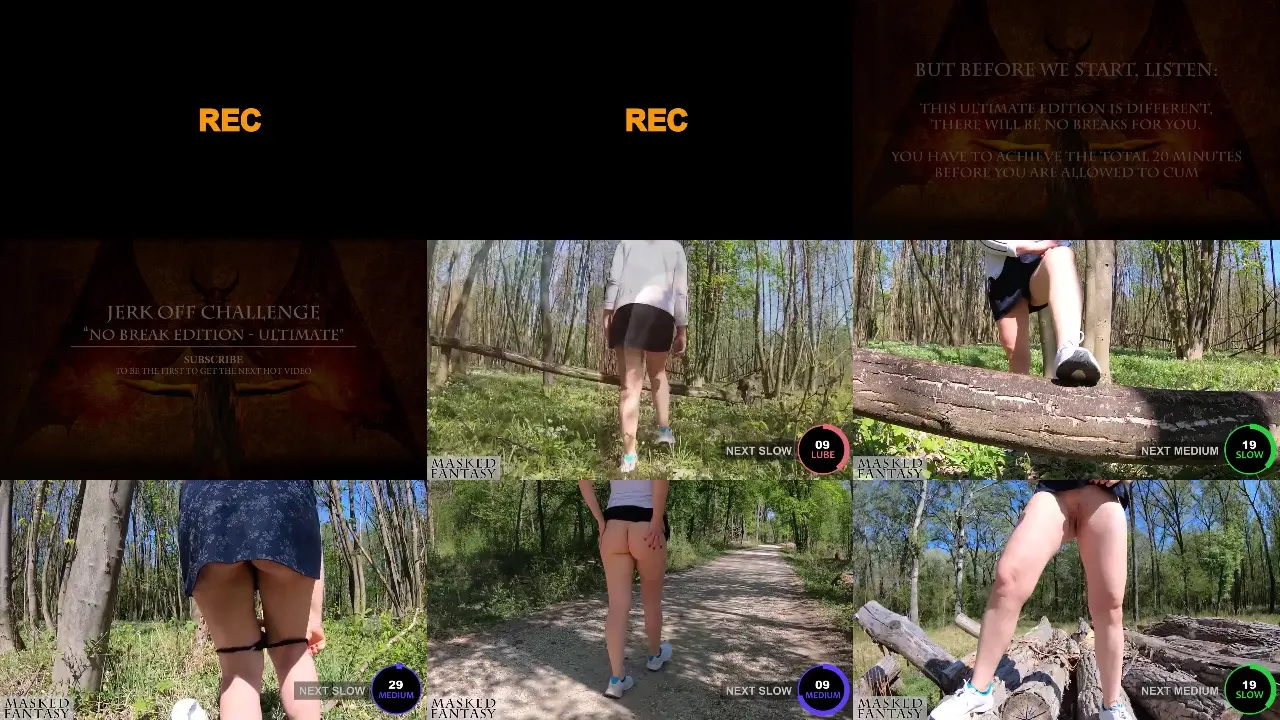 REC
REC
BUT BEFORE WE START, LISTEN:
THIS ULTIMATE EDITION IS DIFFERENT,
THERE WILL BE NO BREAKS FOR YOU.
YOU HAVE TO ACHIEVE THE TOTAL 20 MINUTES
BEFORE YOU ARE ALLOWED TO CUM
JERK OFF CHALLENGE
"NO BREAK EDITION - ULTIMATE"
SUBSCRIBE
TO BE THE FIRST TO GET THE NEXT HOT VIDEO
NEXT SLOW
09
LUBE
MASKED
FANTASY
NEXT MEDIUM
19
SLOW
MASKED
FANTASY
NEXT SLOW
29
MEDIUM
MASKED
FANTASY
NEXT SLOW
09
MEDIUM
MASKED
FANTASY
NEXT MEDIUM
19
SLOW
MASKED
FANTASY